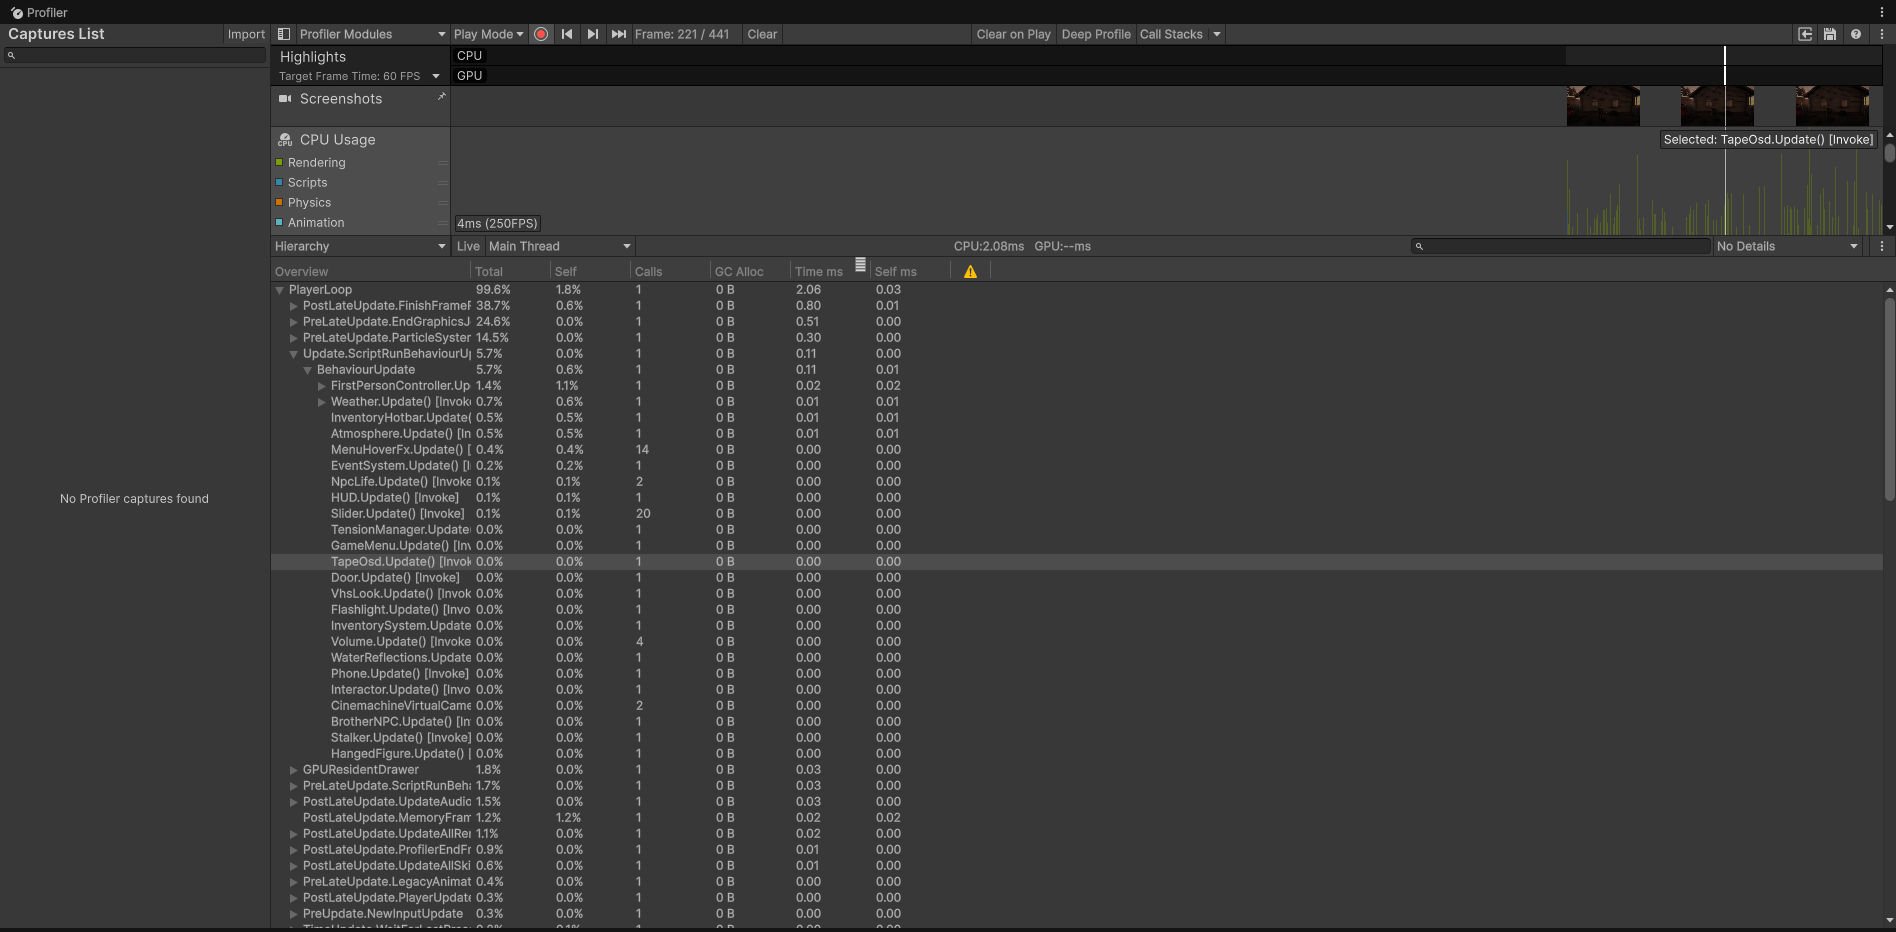 Profiler
Captures List
Import
Profiler Modules
Play Mode
Frame: 221 / 441
Clear
Clear on Play
Deep Profile
Call Stacks
Highlights
Target Frame Time: 60 FPS
CPU
GPU
Screenshots
CPU Usage
Rendering
Scripts
Physics
Animation
Selected: TapeOsd.Update() [Invoke]
4ms (250FPS)
Hierarchy
Live
Main Thread
CPU:2.08ms GPU:--ms
No Details
Overview Total Self Calls GC Alloc Time ms Self ms
PlayerLoop 99.6% 1.8% 1 0 B 2.06 0.03
PostLateUpdate.FinishFrameF 38.7% 0.6% 1 0 B 0.80 0.01
PreLateUpdate.EndGraphicsJ 24.6% 0.0% 1 0 B 0.51 0.00
PreLateUpdate.ParticleSyster 14.5% 0.0% 1 0 B 0.30 0.00
Update.ScriptRunBehaviourU 5.7% 0.0% 1 0 B 0.11 0.00
BehaviourUpdate 5.7% 0.6% 1 0 B 0.11 0.01
FirstPersonController.Up 1.4% 1.1% 1 0 B 0.02 0.02
Weather.Update() [Invok 0.7% 0.6% 1 0 B 0.01 0.01
InventoryHotbar.Update( 0.5% 0.5% 1 0 B 0.01 0.01
Atmosphere.Update() [In 0.5% 0.5% 1 0 B 0.01 0.01
MenuHoverFx.Update() [ 0.4% 0.4% 14 0 B 0.00 0.00
EventSystem.Update() [I 0.2% 0.2% 1 0 B 0.00 0.00
NpcLife.Update() [Invoke 0.1% 0.1% 2 0 B 0.00 0.00
HUD.Update() [Invoke] 0.1% 0.1% 1 0 B 0.00 0.00
Slider.Update() [Invoke] 0.1% 0.1% 20 0 B 0.00 0.00
TensionManager.Update 0.0% 0.0% 1 0 B 0.00 0.00
GameMenu.Update() [Inv 0.0% 0.0% 1 0 B 0.00 0.00
TapeOsd.Update() [Invok 0.0% 0.0% 1 0 B 0.00 0.00
Door.Update() [Invoke] 0.0% 0.0% 1 0 B 0.00 0.00
VhsLook.Update() [Invok 0.0% 0.0% 1 0 B 0.00 0.00
Flashlight.Update() [Invo 0.0% 0.0% 1 0 B 0.00 0.00
InventorySystem.Update 0.0% 0.0% 1 0 B 0.00 0.00
Volume.Update() [Invoke 0.0% 0.0% 4 0 B 0.00 0.00
WaterReflections.Update 0.0% 0.0% 1 0 B 0.00 0.00
Phone.Update() [Invoke] 0.0% 0.0% 1 0 B 0.00 0.00
Interactor.Update() [Invo 0.0% 0.0% 1 0 B 0.00 0.00
CinemachineVirtualCame 0.0% 0.0% 2 0 B 0.00 0.00
BrotherNPC.Update() [In 0.0% 0.0% 1 0 B 0.00 0.00
Stalker.Update() [Invoke] 0.0% 0.0% 1 0 B 0.00 0.00
HangedFigure.Update() [ 0.0% 0.0% 1 0 B 0.00 0.00
GPUResidentDrawer 1.8% 0.0% 1 0 B 0.03 0.00
PreLateUpdate.ScriptRunBeha 1.7% 0.0% 1 0 B 0.03 0.00
PostLateUpdate.UpdateAudio 1.5% 0.0% 1 0 B 0.03 0.00
PostLateUpdate.MemoryFram 1.2% 1.2% 1 0 B 0.02 0.02
PostLateUpdate.UpdateAllRe 1.1% 0.0% 1 0 B 0.02 0.00
PostLateUpdate.ProfilerEndFr 0.9% 0.0% 1 0 B 0.01 0.00
PostLateUpdate.UpdateAllSki 0.6% 0.0% 1 0 B 0.01 0.00
PreLateUpdate.LegacyAnimat 0.4% 0.0% 1 0 B 0.00 0.00
PostLateUpdate.PlayerUpdate 0.3% 0.0% 1 0 B 0.00 0.00
PreUpdate.NewInputUpdate 0.3% 0.0% 1 0 B 0.00 0.00
No Profiler captures found